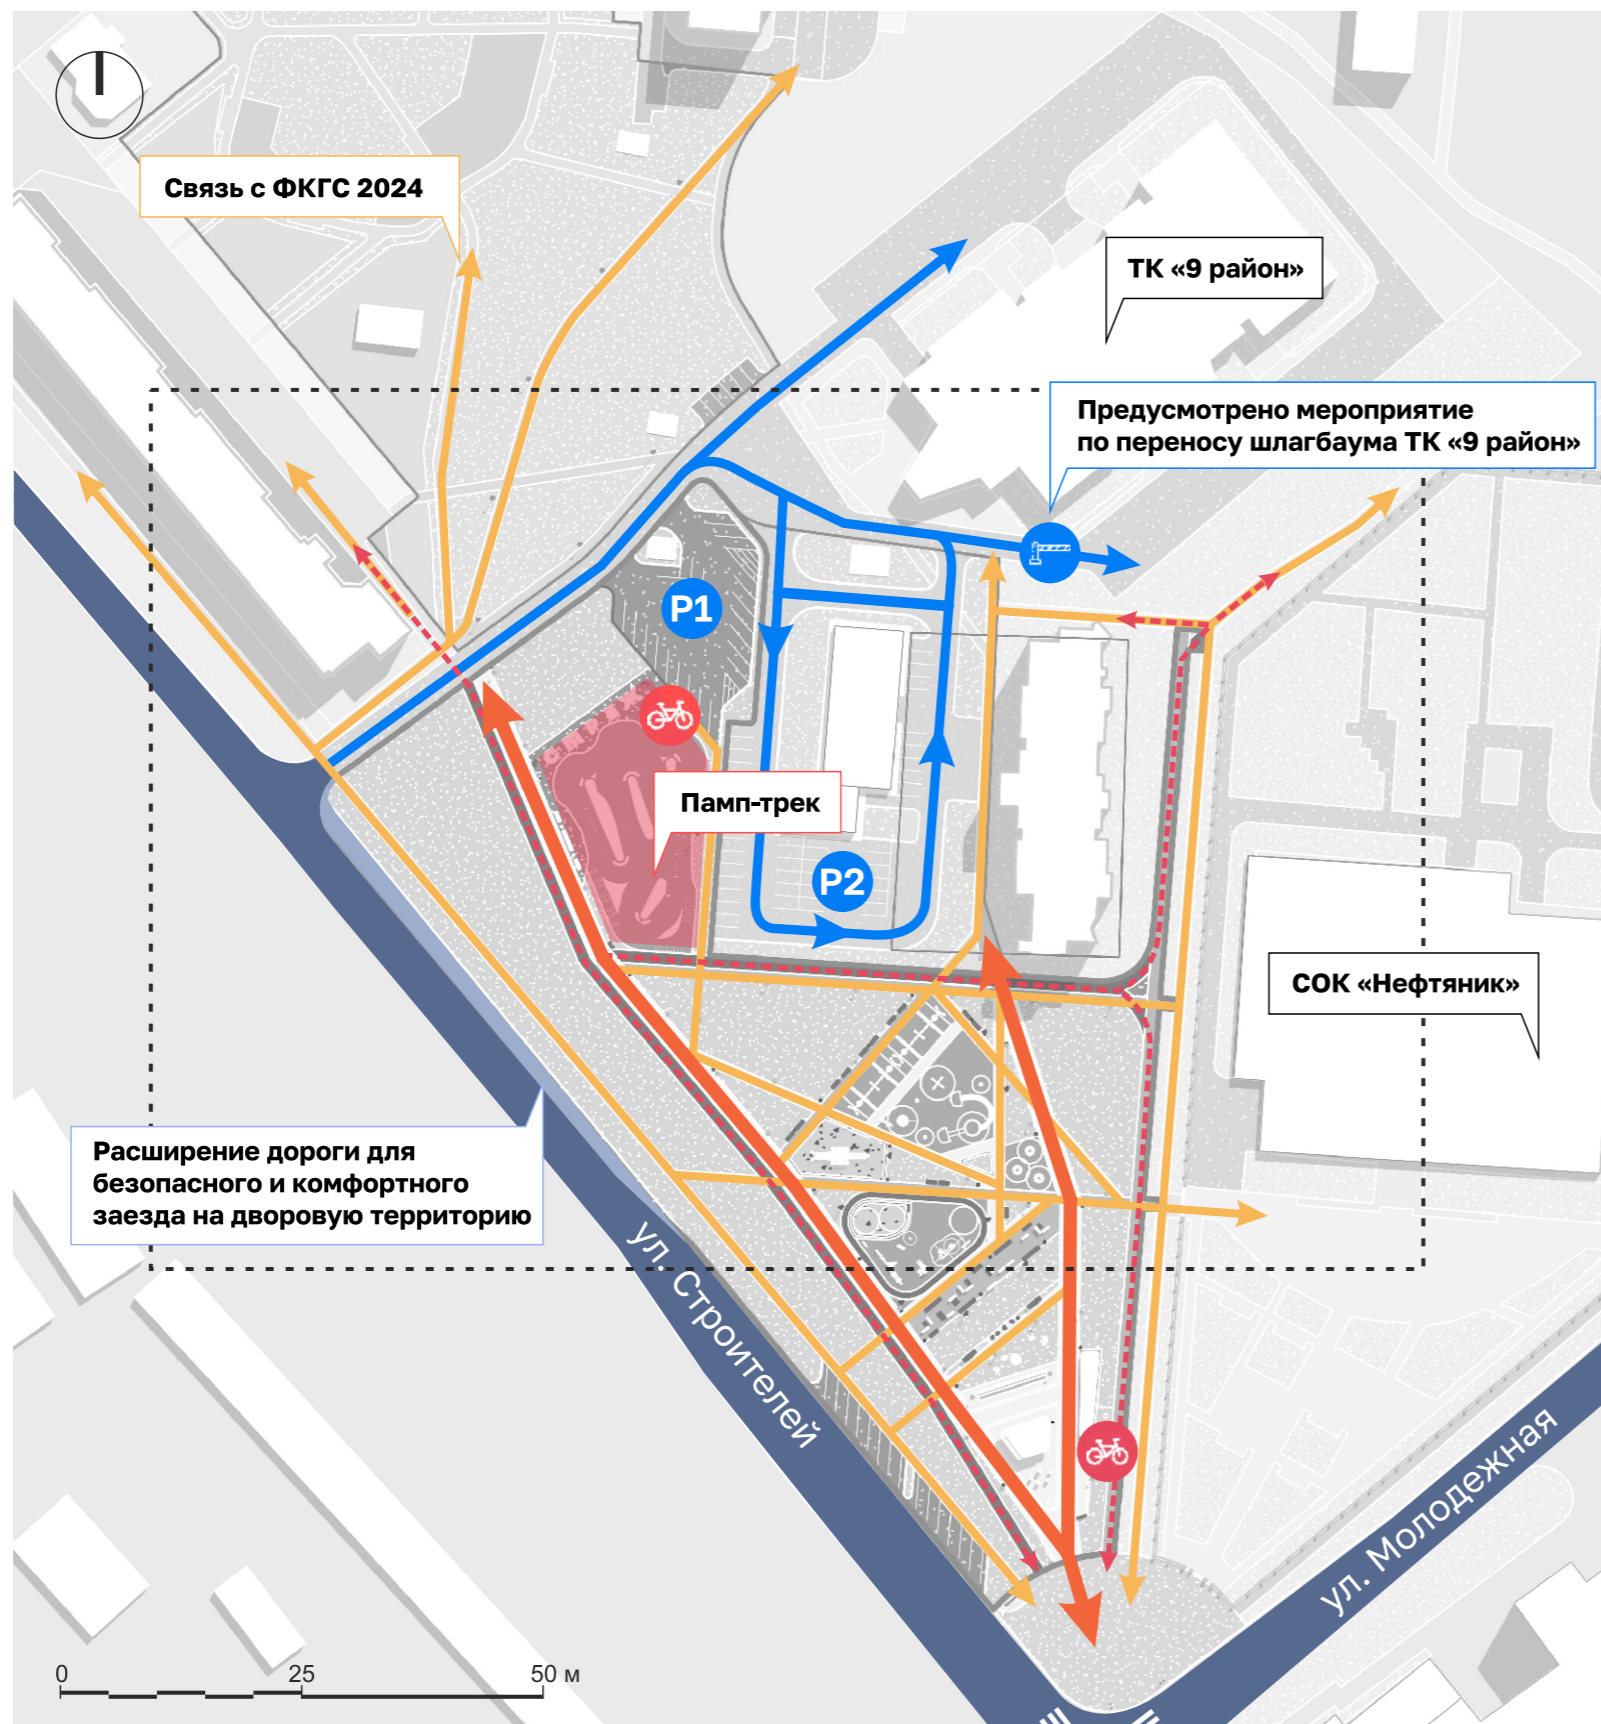 Связь с ФКГС 2024
ТК «9 район»
Предусмотрено мероприятие
по переносу шлагбаума ТК «9 район»
P1
Памп-трек
P2
СОК «Нефтяник»
Расширение дороги для
безопасного и комфортного
заезда на дворовую территорию
ул. Строителей
ул. Молодежная
0 25 50 м